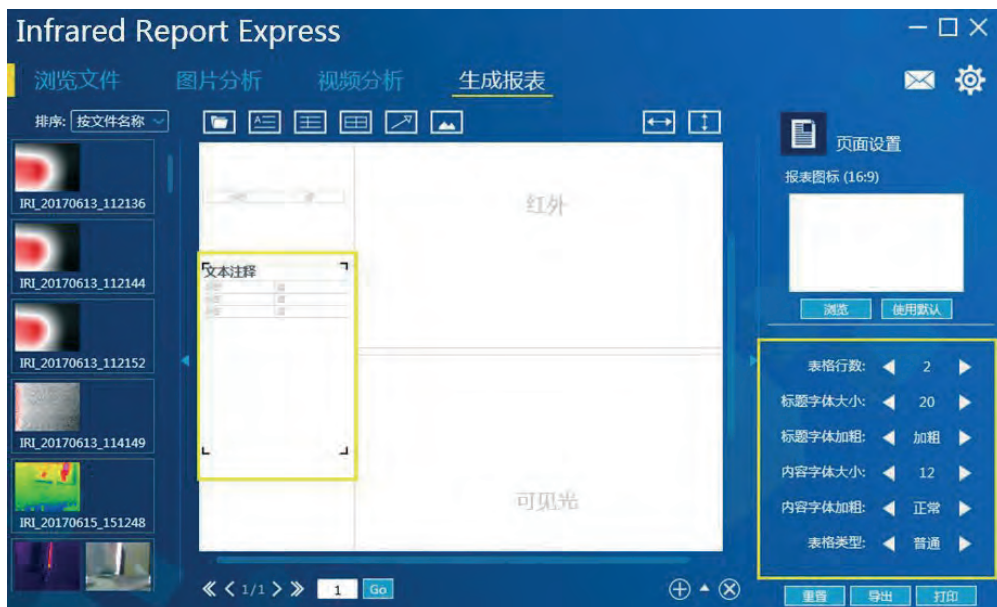 Infrared Report Express
浏览文件 图片分析 视频分析 生成报表
排序: 按文件名称
IRI_20170613_112136
IRI_20170613_112144
IRI_20170613_112152
IRI_20170613_114149
IRI_20170615_151248
红外
文本注释
可见光
1/1 1 Go
页面设置
报表图标 (16:9)
浏览 使用默认
表格行数: 2
标题字体大小: 20
标题字体加粗: 加粗
内容字体大小: 12
内容字体加粗: 正常
表格类型: 普通
重置 导出 打印